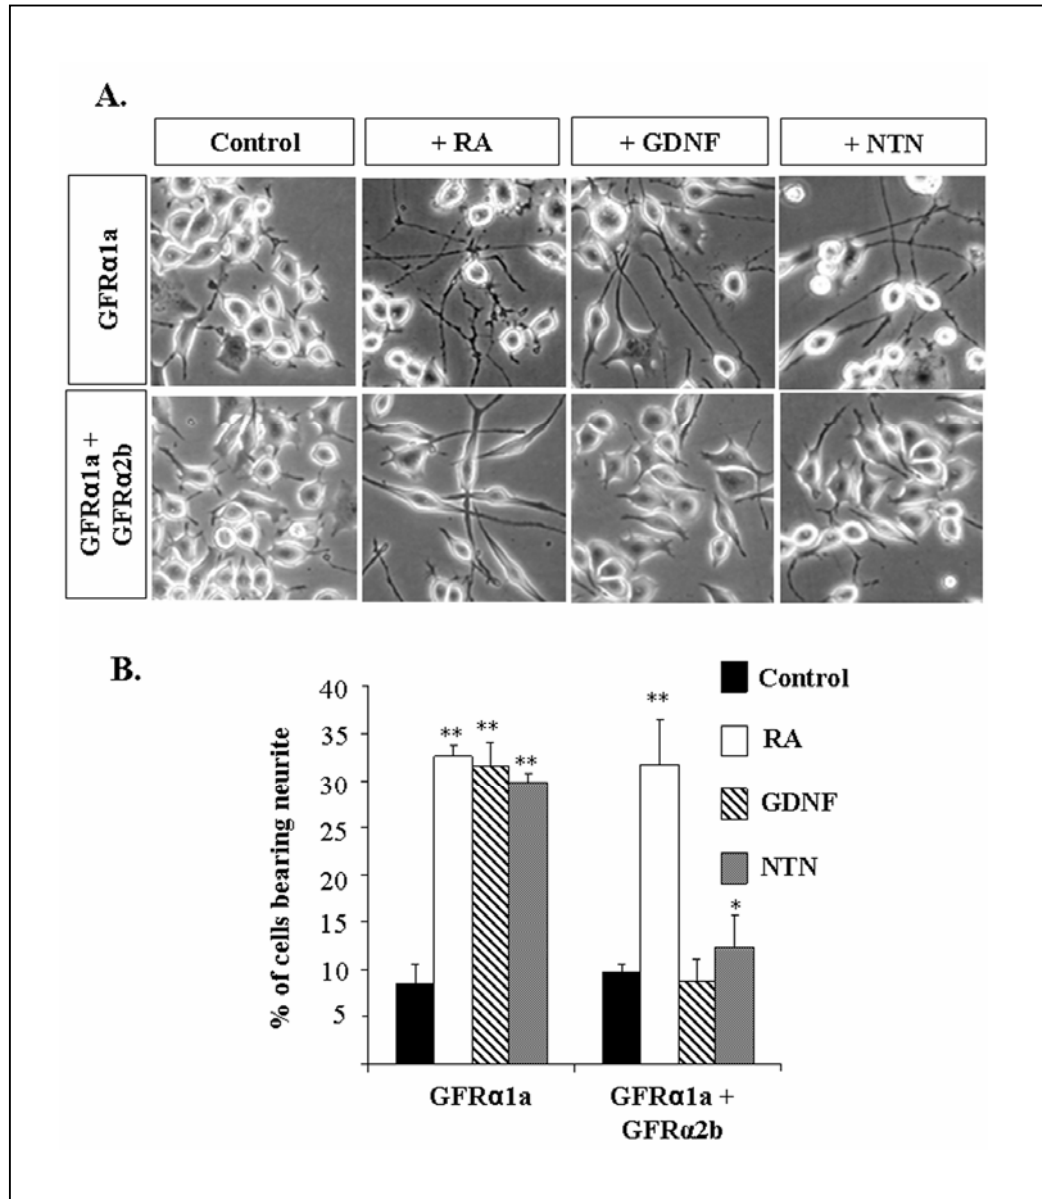 A.
Control
+ RA
+ GDNF
+ NTN
GFRα1a
GFRα1a +
GFRα2b
B.
% of cells bearing neurite
40
35
30
25
20
15
10
5
**
**
**
**
*
Control
RA
GDNF
NTN
GFRα1a
GFRα1a +
GFRα2b